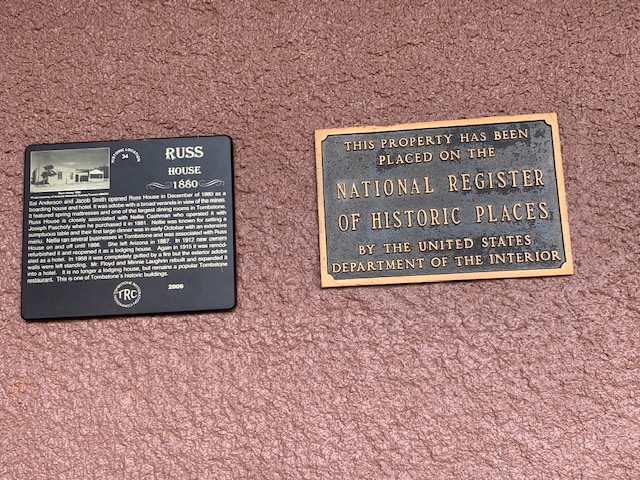 HISTORIC LOCATION
34
RUSS
HOUSE
1880
Sol Anderson and Jacob Smith opened Russ House in December of 1880 as a
boarding house and hotel. It was adobe with a broad veranda in view of the mines.
It featured spring mattresses and one of the largest dining rooms in Tombstone.
Russ House is closely associated with Nellie Cashman who operated it with
Joseph Pascholy when he purchased it in 1881. Nellie was known for setting a
sumptuous table and their first large dinner was in early October with an extensive
menu. Nellie ran several businesses in Tombstone and was associated with Russ
House on and off until 1886. She left Arizona in 1887. In 1912 new owners
refurbished it and reopened it as a lodging house. Again in 1915 it was remod-
eled as a hotel. In 1959 it was completely gutted by a fire but the exterior adobe
walls were left standing. Mr. Floyd and Minnie Laughrin rebuilt and expanded it
into a hotel. It is no longer a lodging house, but remains a popular Tombstone
restaurant. This is one of Tombstone's historic buildings.
TRC
2009
THIS PROPERTY HAS BEEN
PLACED ON THE
NATIONAL REGISTER
OF HISTORIC PLACES
BY THE UNITED STATES
DEPARTMENT OF THE INTERIOR